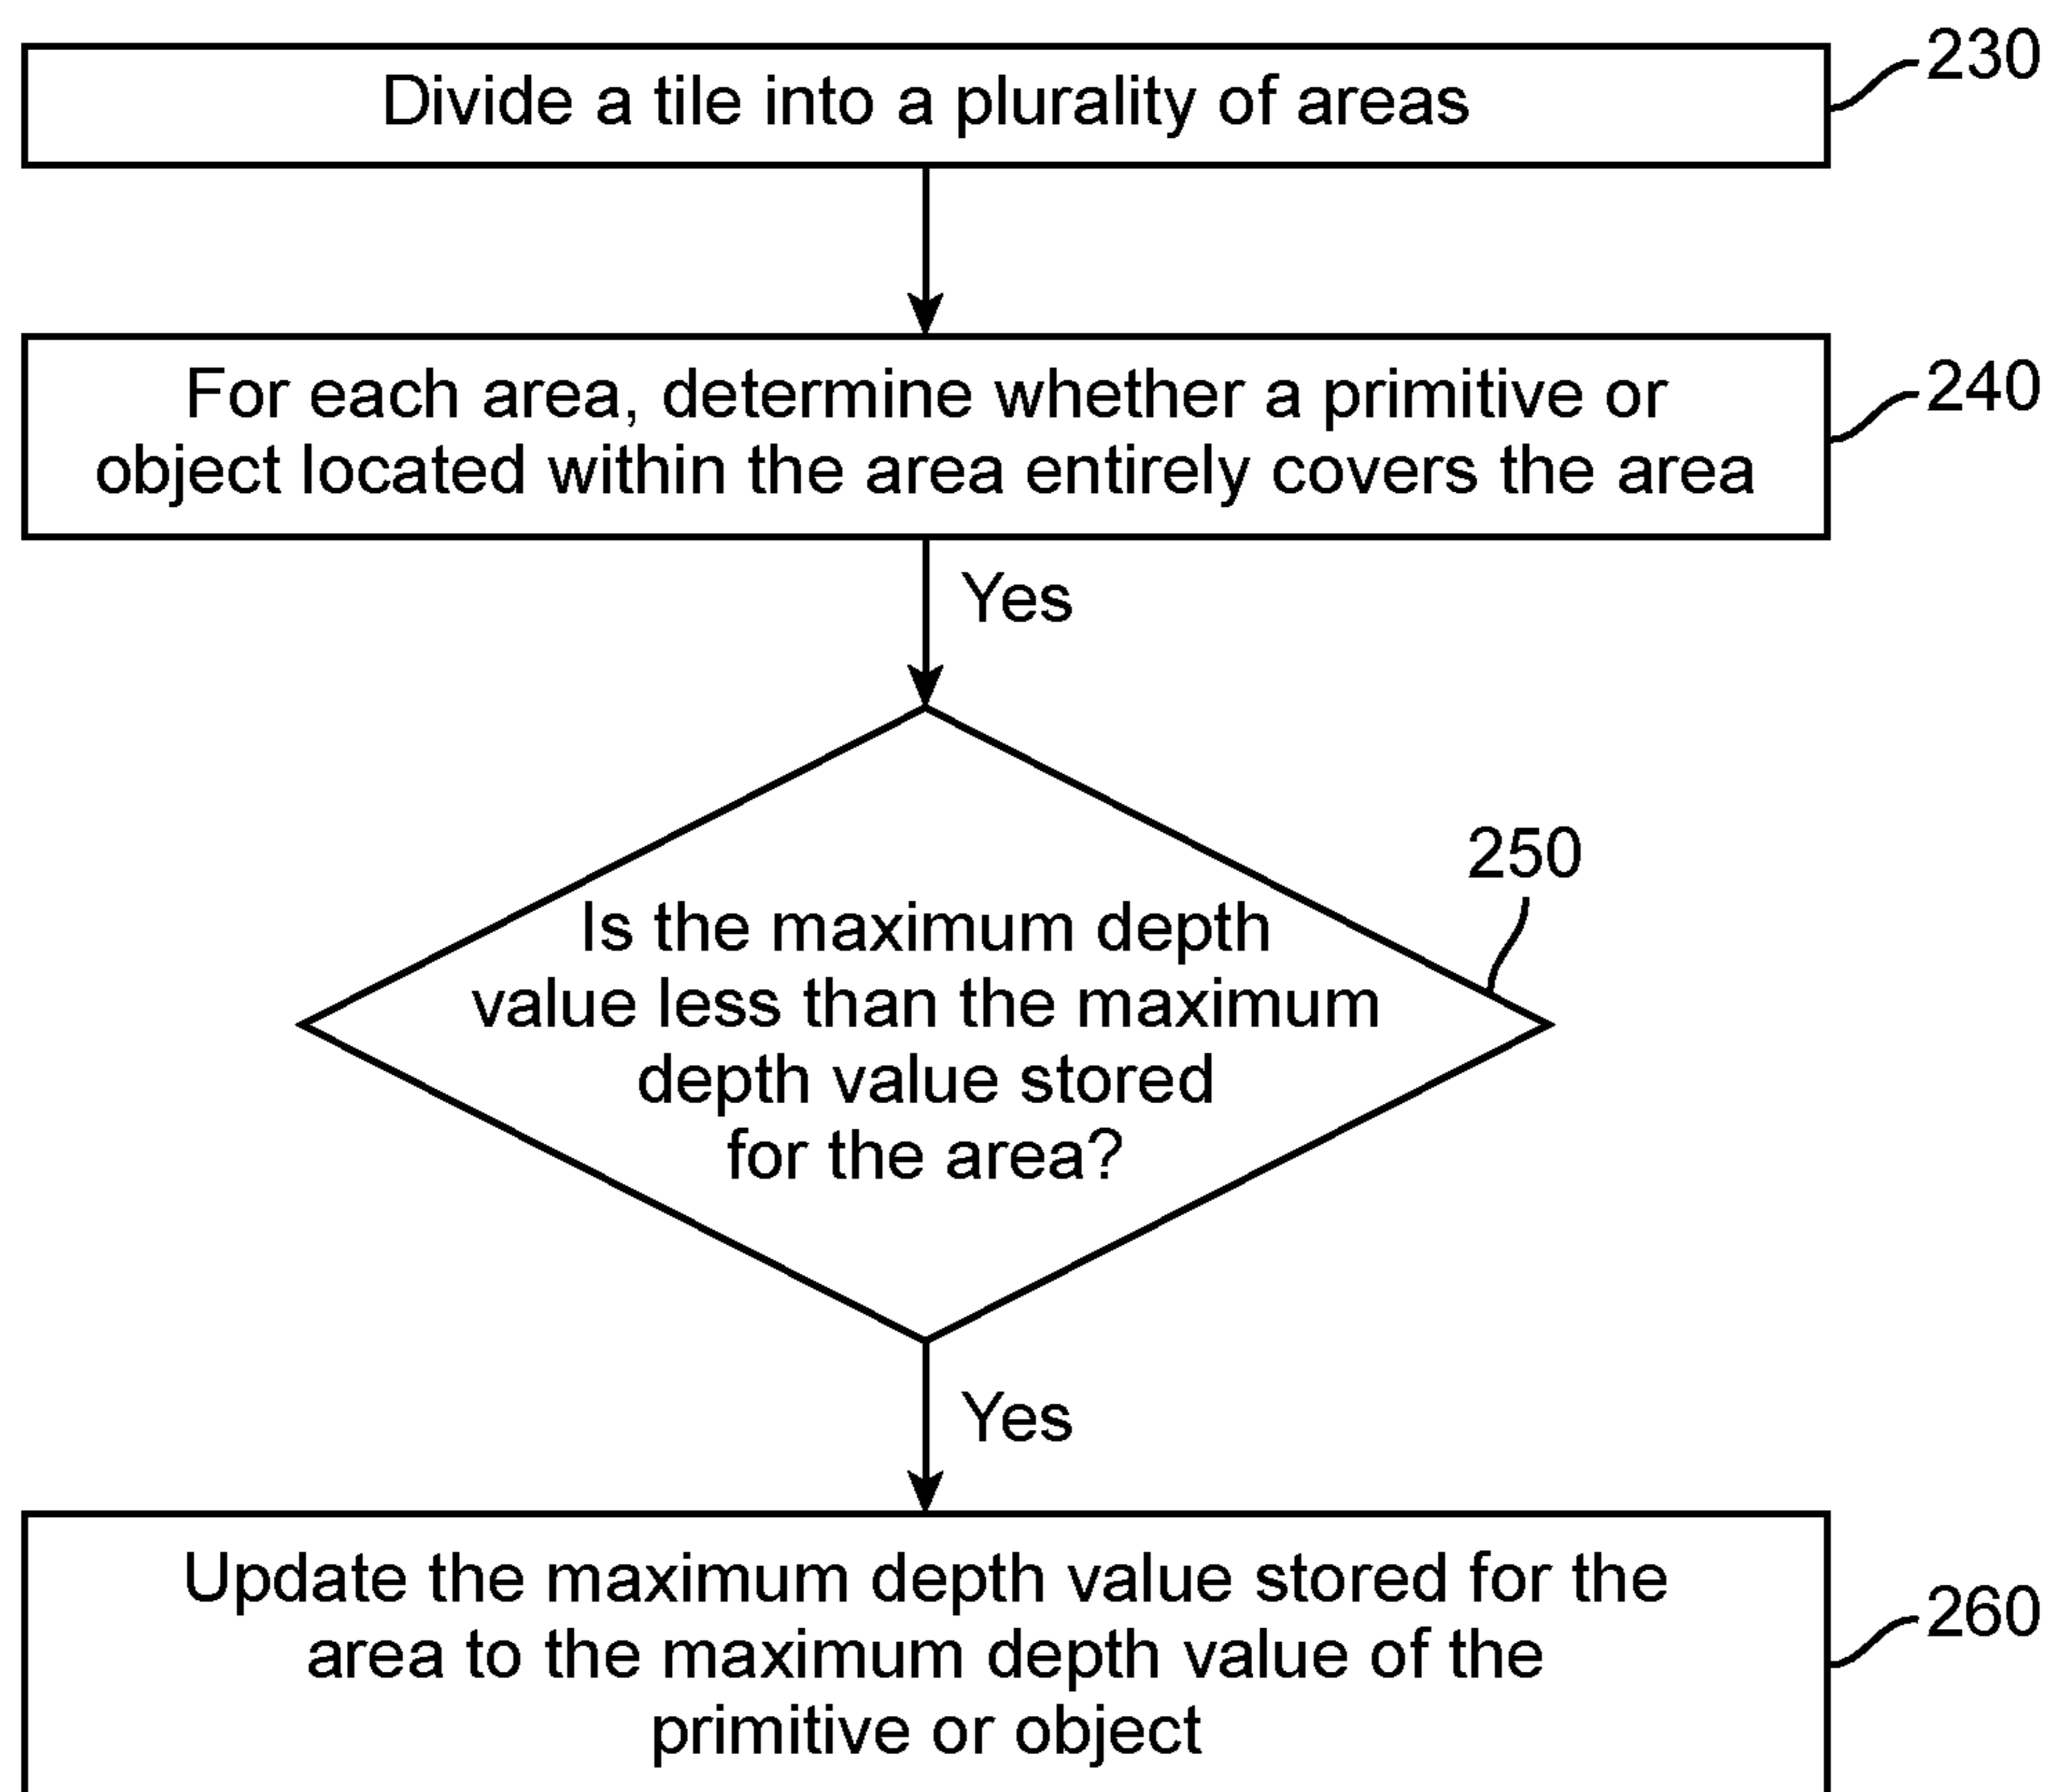 Divide a tile into a plurality of areas
230
For each area, determine whether a primitive or
object located within the area entirely covers the area
240
Yes
250
Is the maximum depth
value less than the maximum
depth value stored
for the area?
Yes
Update the maximum depth value stored for the
area to the maximum depth value of the
primitive or object
260